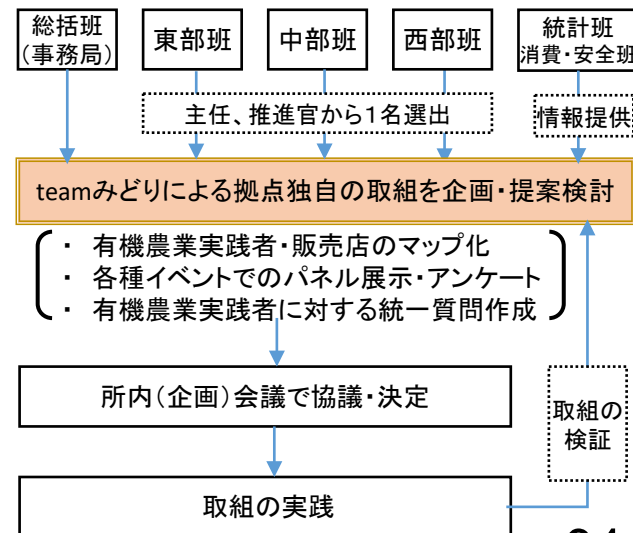 総括班
(事務局)
東部班
中部班
西部班
統計班
消費・安全班
主任、推進官から1名選出
情報提供
teamみどりによる拠点独自の取組を企画・提案検討
・ 有機農業実践者・販売店のマップ化
・ 各種イベントでのパネル展示・アンケート
・ 有機農業実践者に対する統一質問作成
所内(企画)会議で協議・決定
取組の
検証
取組の実践